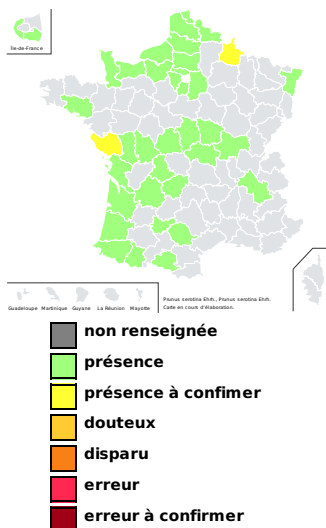 Île-de-France
Guadeloupe Martinique Guyane La Réunion Mayotte
Prunus serotina Ehrh., Prunus serotina Ehrh.
Carte en cours d'élaboration.
non renseignée
présence
présence à confimer
douteux
disparu
erreur
erreur à confirmer